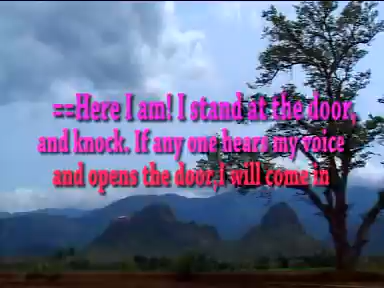 ==Here I am! I stand at the door,
and knock. If any one hears my voice
and opens the door,I will come in